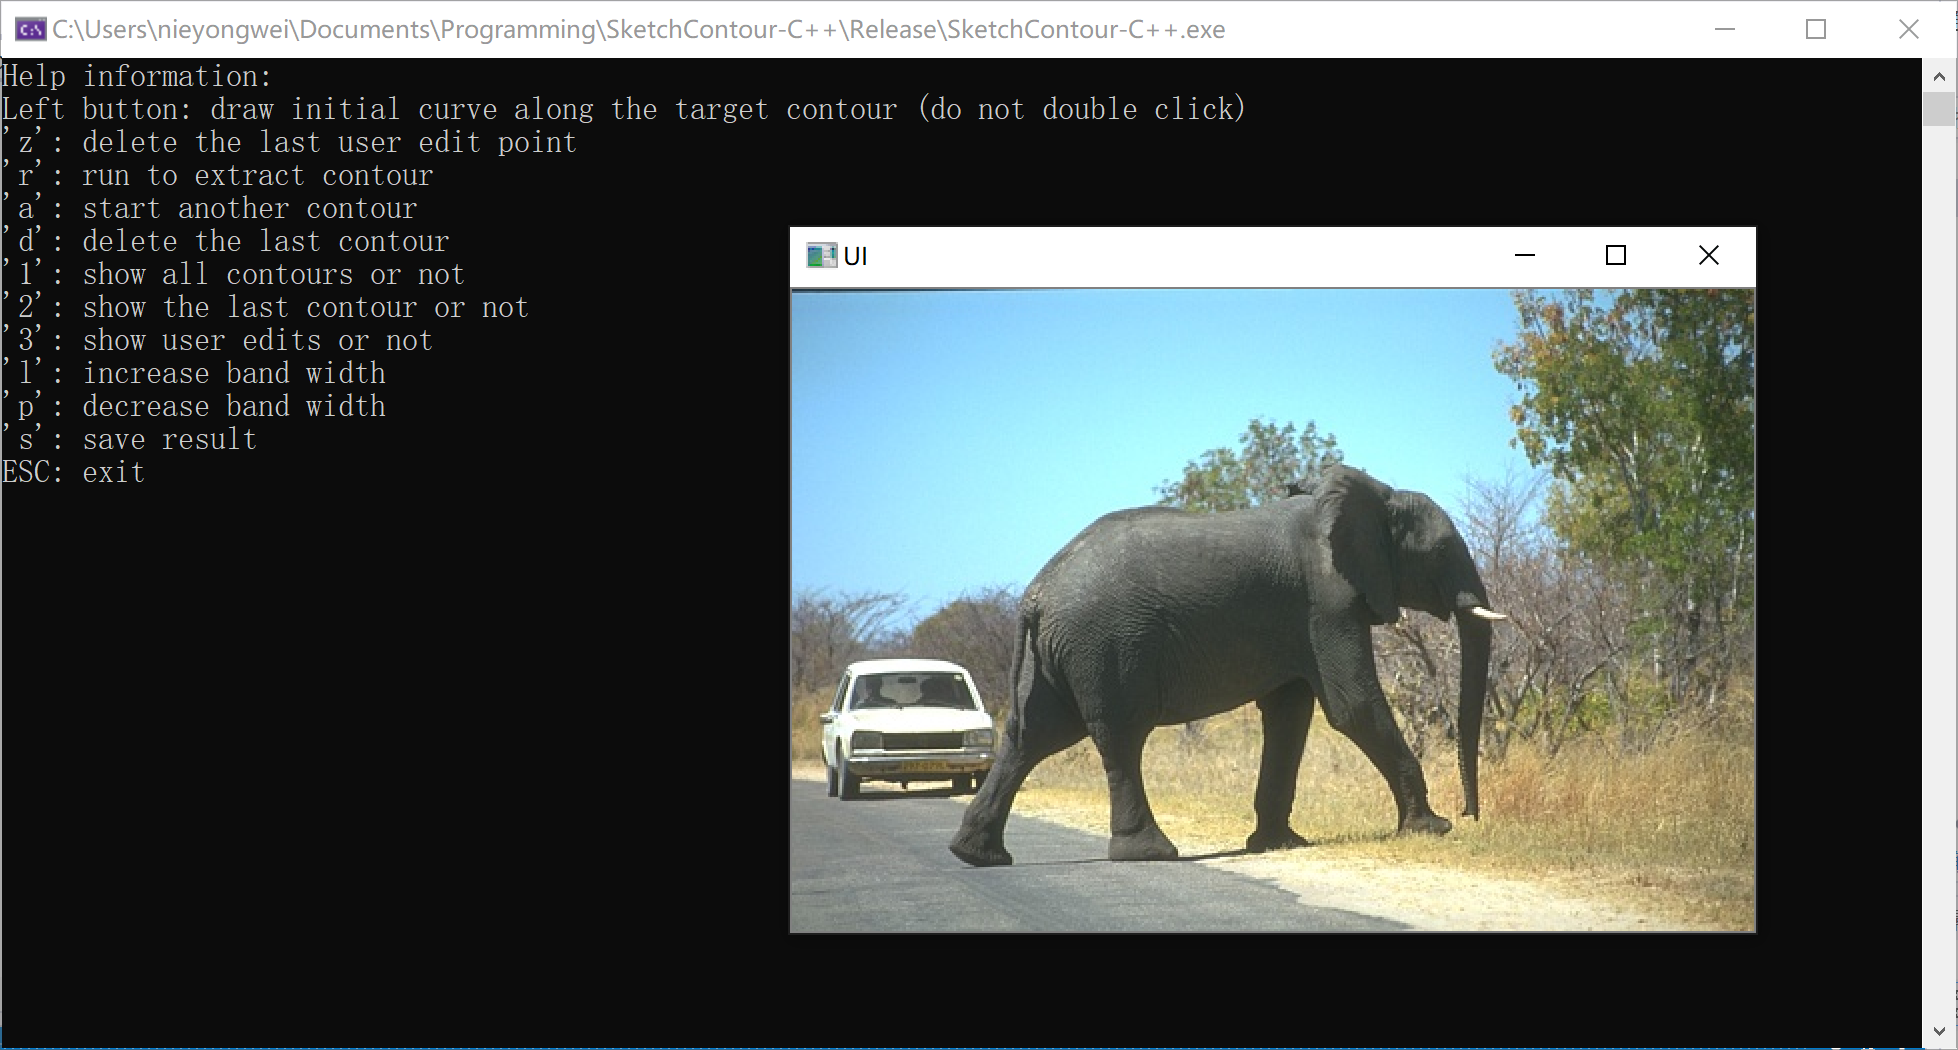 C:\Users\nieyongwei\Documents\Programming\SketchContour-C++\Release\SketchContour-C++.exe
Help information:
Left button: draw initial curve along the target contour (do not double click)
'z': delete the last user edit point
'r': run to extract contour
'a': start another contour
'd': delete the last contour
'1': show all contours or not
'2': show the last contour or not
'3': show user edits or not
'l': increase band width
'p': decrease band width
's': save result
ESC: exit
UI